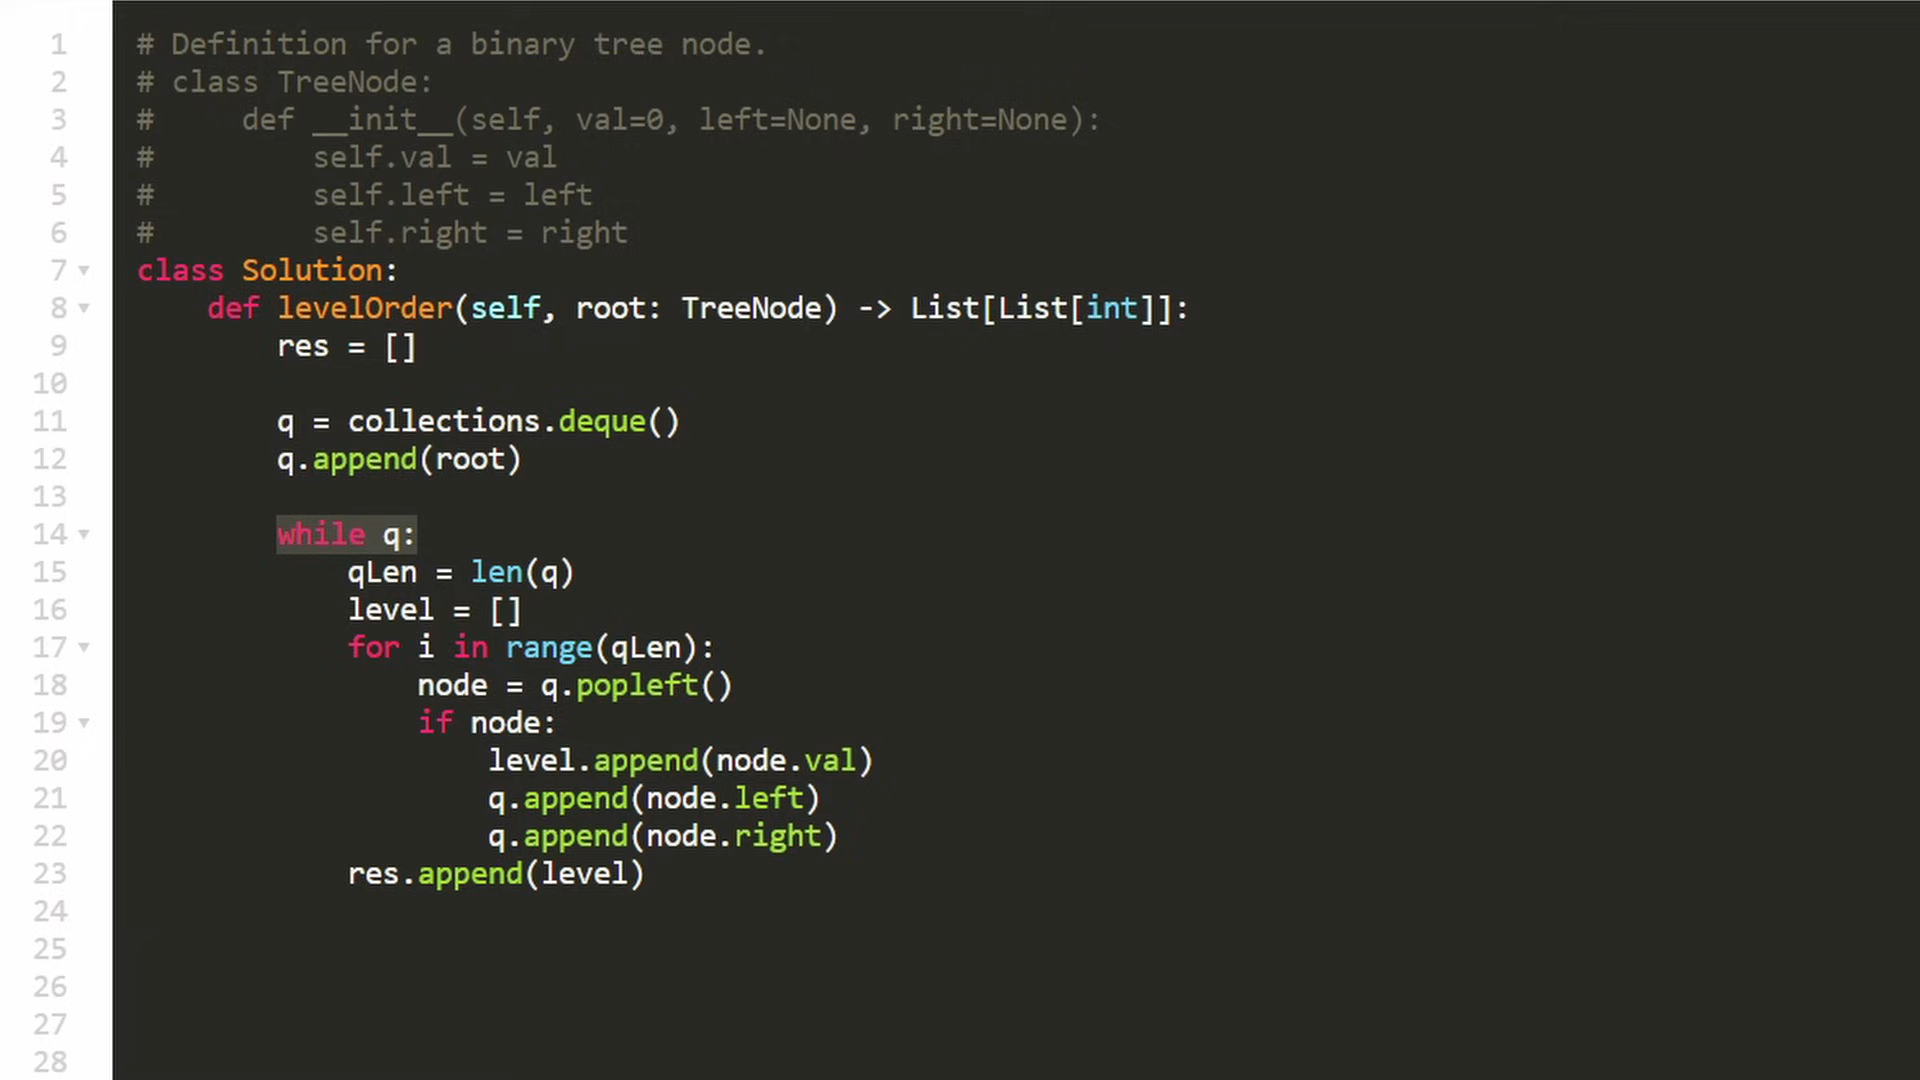 1 # Definition for a binary tree node.
2 # class TreeNode:
3 #     def __init__(self, val=0, left=None, right=None):
4 #         self.val = val
5 #         self.left = left
6 #         self.right = right
7 class Solution:
8     def levelOrder(self, root: TreeNode) -> List[List[int]]:
9         res = []
10
11         q = collections.deque()
12         q.append(root)
13
14         while q:
15             qLen = len(q)
16             level = []
17             for i in range(qLen):
18                 node = q.popleft()
19                 if node:
20                     level.append(node.val)
21                     q.append(node.left)
22                     q.append(node.right)
23             res.append(level)
24
25
26
27
28